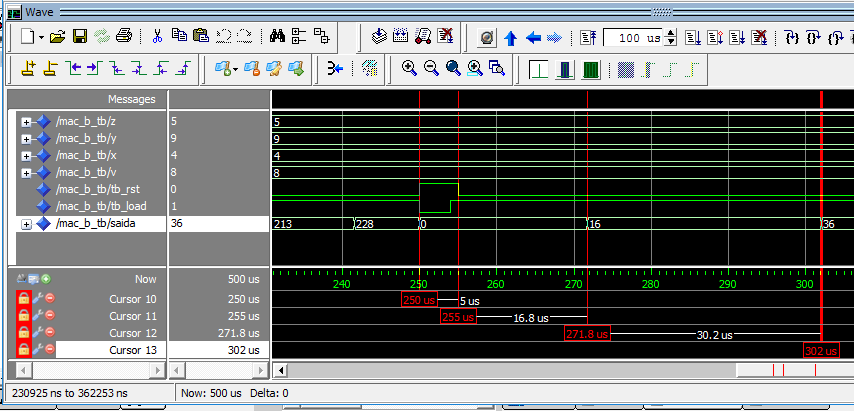 Wave
100 us
Messages
/mac_b_tb/z 5 5
/mac_b_tb/y 9 9
/mac_b_tb/x 4 4
/mac_b_tb/v 8 8
/mac_b_tb/tb_rst 0
/mac_b_tb/tb_load 1
/mac_b_tb/saida 36 213 228 0 16 36
Now 500 us 240 250 260 270 280 290 300
Cursor 10 250 us 250 us 5 us
Cursor 11 255 us 255 us 16.8 us
Cursor 12 271.8 us 271.8 us 30.2 us
Cursor 13 302 us 302 us
230925 ns to 362253 ns Now: 500 us Delta: 0